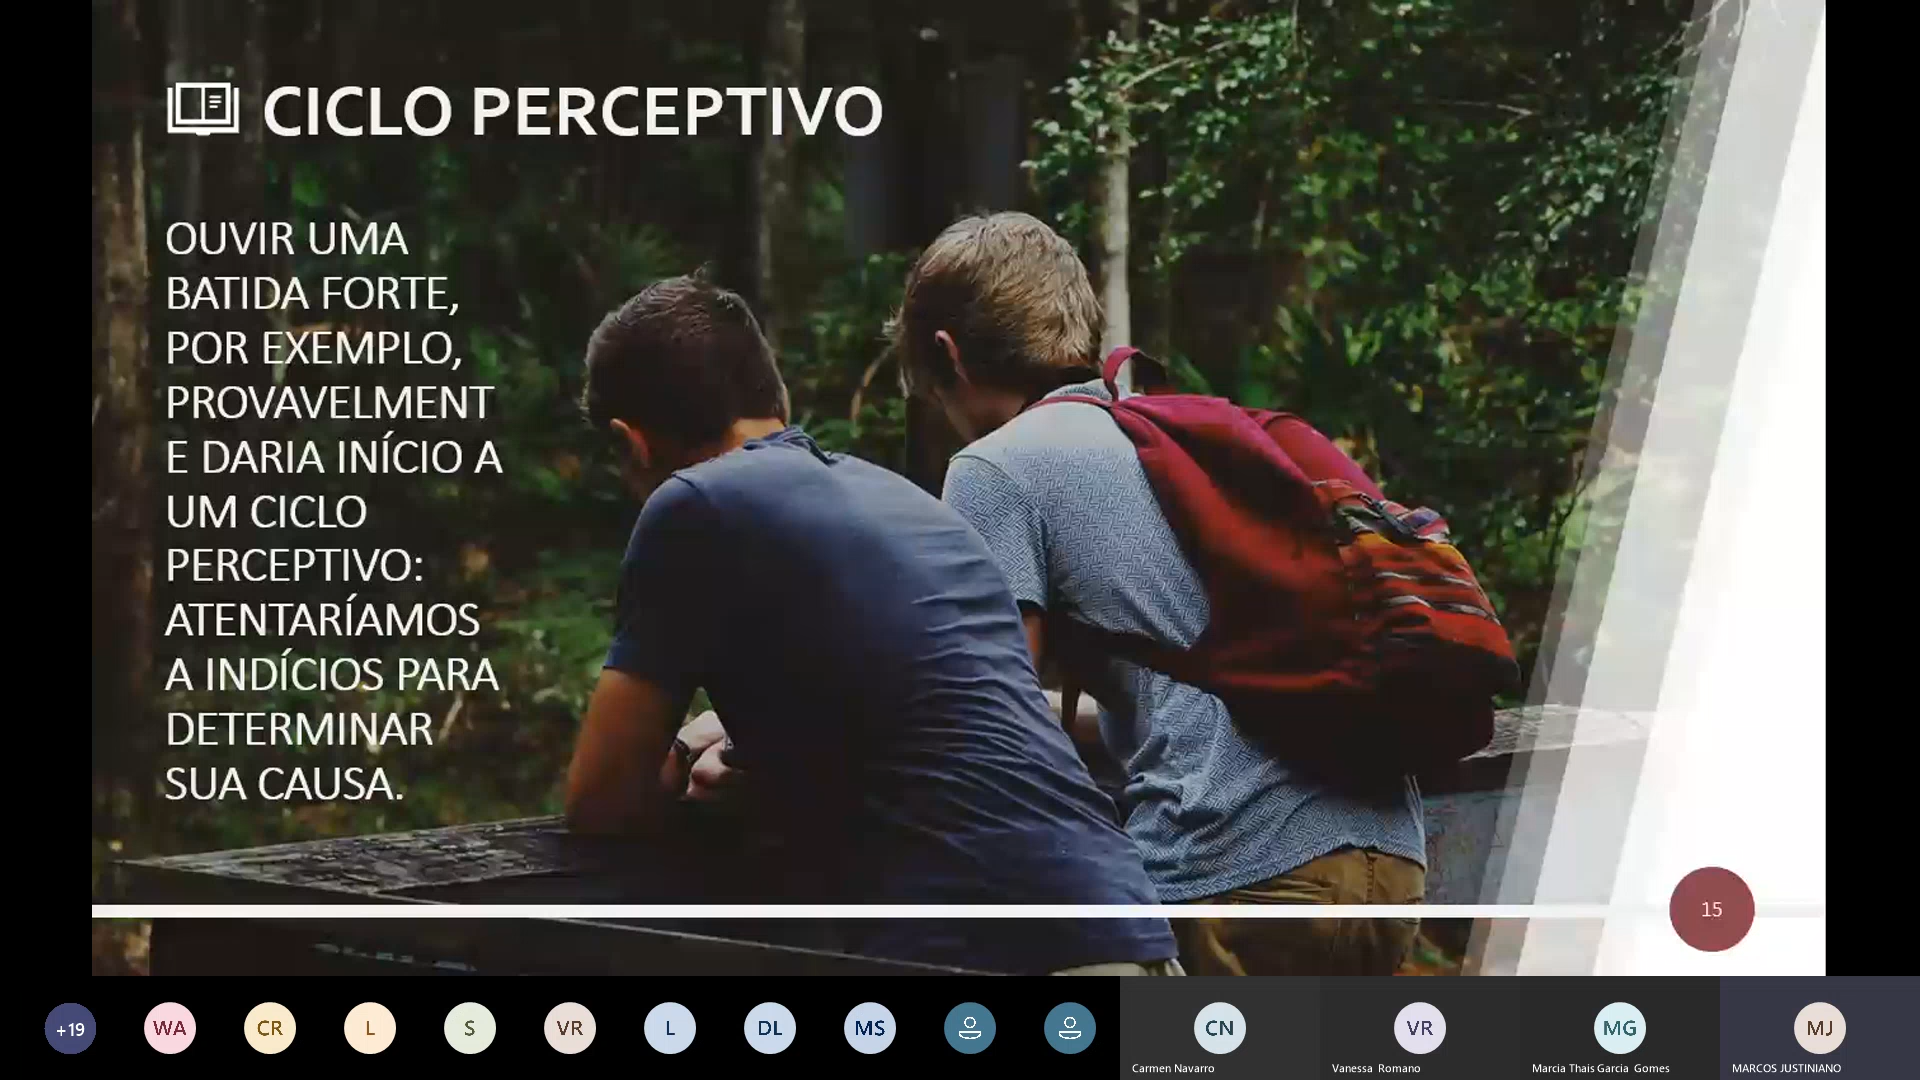 CICLO PERCEPTIVO
OUVIR UMA
BATIDA FORTE,
POR EXEMPLO,
PROVAVELMENT
E DARIA INÍCIO A
UM CICLO
PERCEPTIVO:
ATENTARÍAMOS
A INDÍCIOS PARA
DETERMINAR
SUA CAUSA.
15
+19
WA
CR
L
S
VR
L
DL
MS
CN
VR
MG
MJ
Carmen Navarro
Vanessa Romano
Marcia Thais Garcia Gomes
MARCOS JUSTINIANO